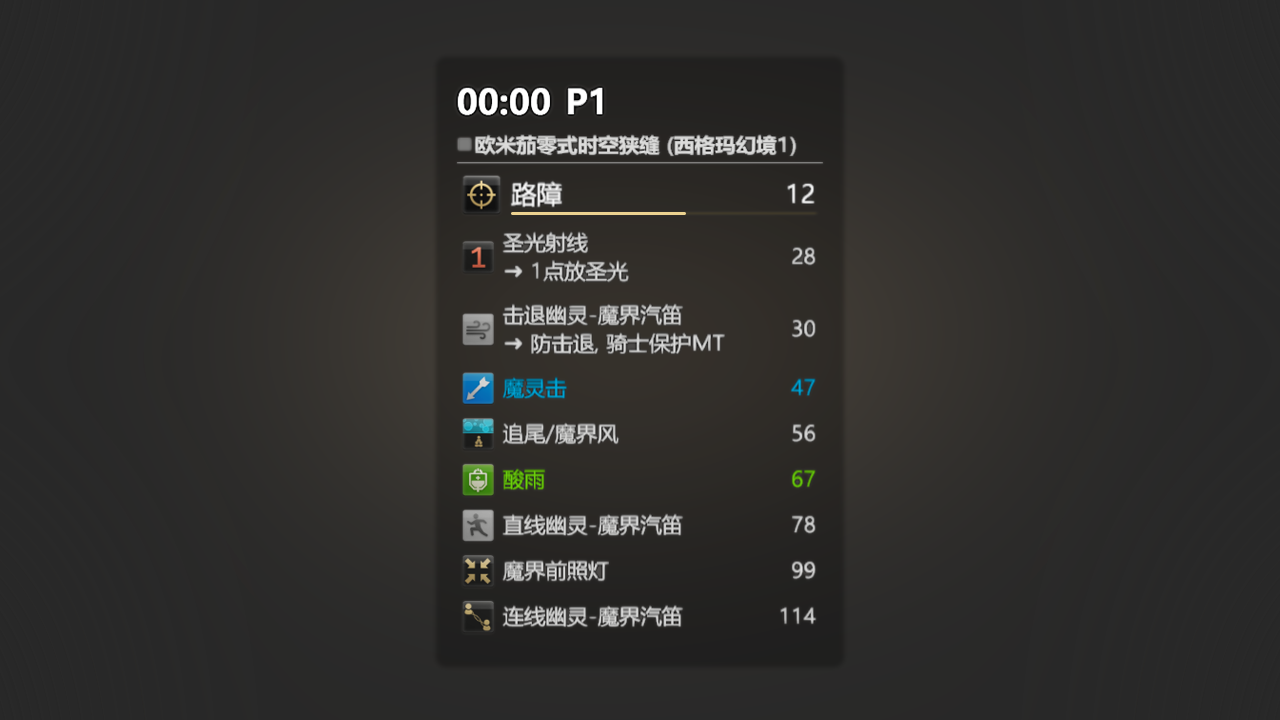 00:00 P1
欧米茄零式时空狭缝 (西格玛幻境1)
路障 12
1 圣光射线 28
→ 1点放圣光
击退幽灵-魔界汽笛 30
→ 防击退, 骑士保护MT
魔灵击 47
追尾/魔界风 56
酸雨 67
直线幽灵-魔界汽笛 78
魔界前照灯 99
连线幽灵-魔界汽笛 114